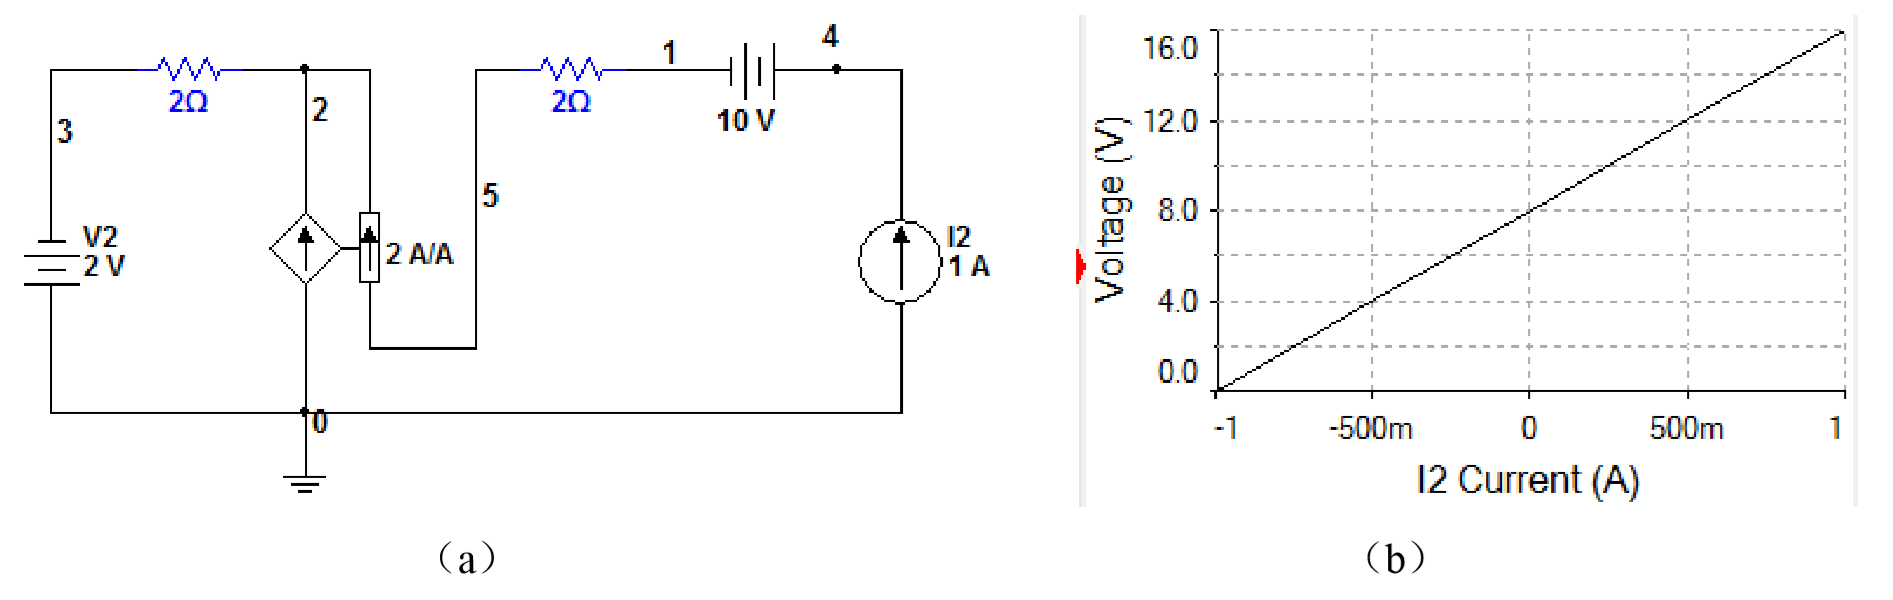 3
2Ω
2
V2
2 V
2 A/A
0
5
2Ω
1
10 V
4
I2
1 A
(a)
Voltage (V)
16.0
12.0
8.0
4.0
0.0
-1
-500m
0
500m
1
I2 Current (A)
(b)